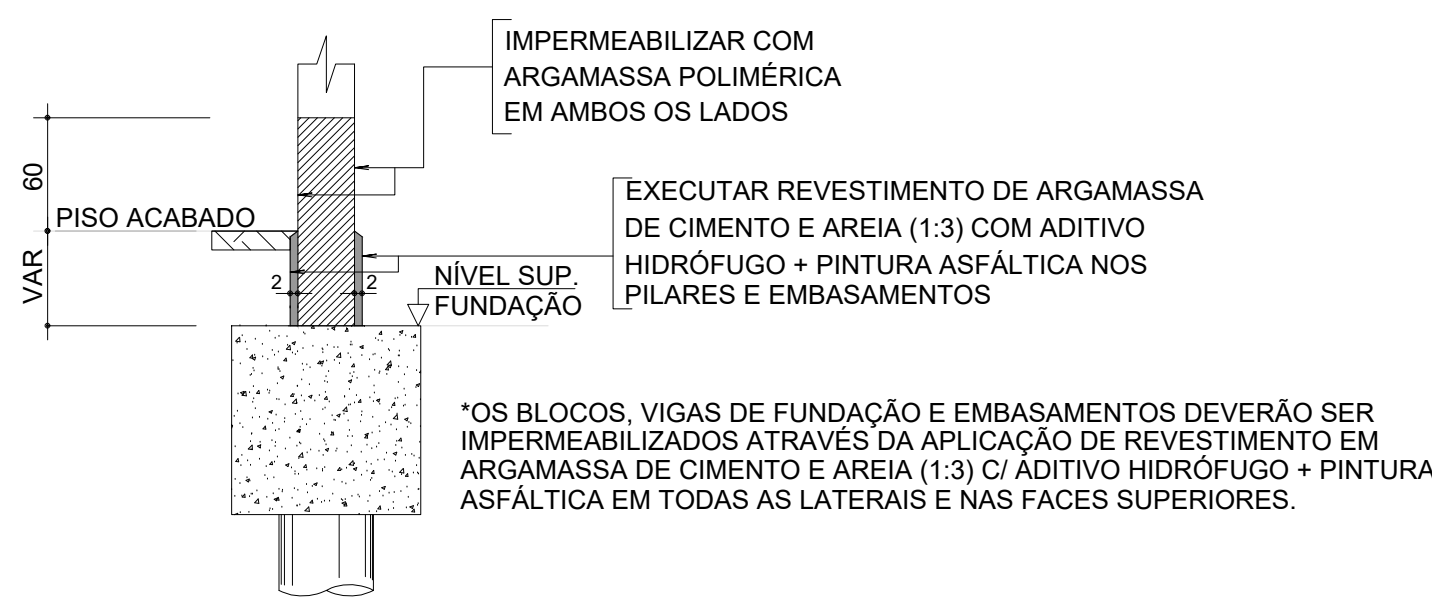 IMPERMEABILIZAR COM
ARGAMASSA POLIMÉRICA
EM AMBOS OS LADOS
60
PISO ACABADO
VAR
2
2
EXECUTAR REVESTIMENTO DE ARGAMASSA
DE CIMENTO E AREIA (1:3) COM ADITIVO
HIDRÓFUGO + PINTURA ASFÁLTICA NOS
PILARES E EMBASAMENTOS
NÍVEL SUP.
FUNDAÇÃO
*OS BLOCOS, VIGAS DE FUNDAÇÃO E EMBASAMENTOS DEVERÃO SER
IMPERMEABILIZADOS ATRAVÉS DA APLICAÇÃO DE REVESTIMENTO EM
ARGAMASSA DE CIMENTO E AREIA (1:3) C/ ADITIVO HIDRÓFUGO + PINTURA
ASFÁLTICA EM TODAS AS LATERAIS E NAS FACES SUPERIORES.